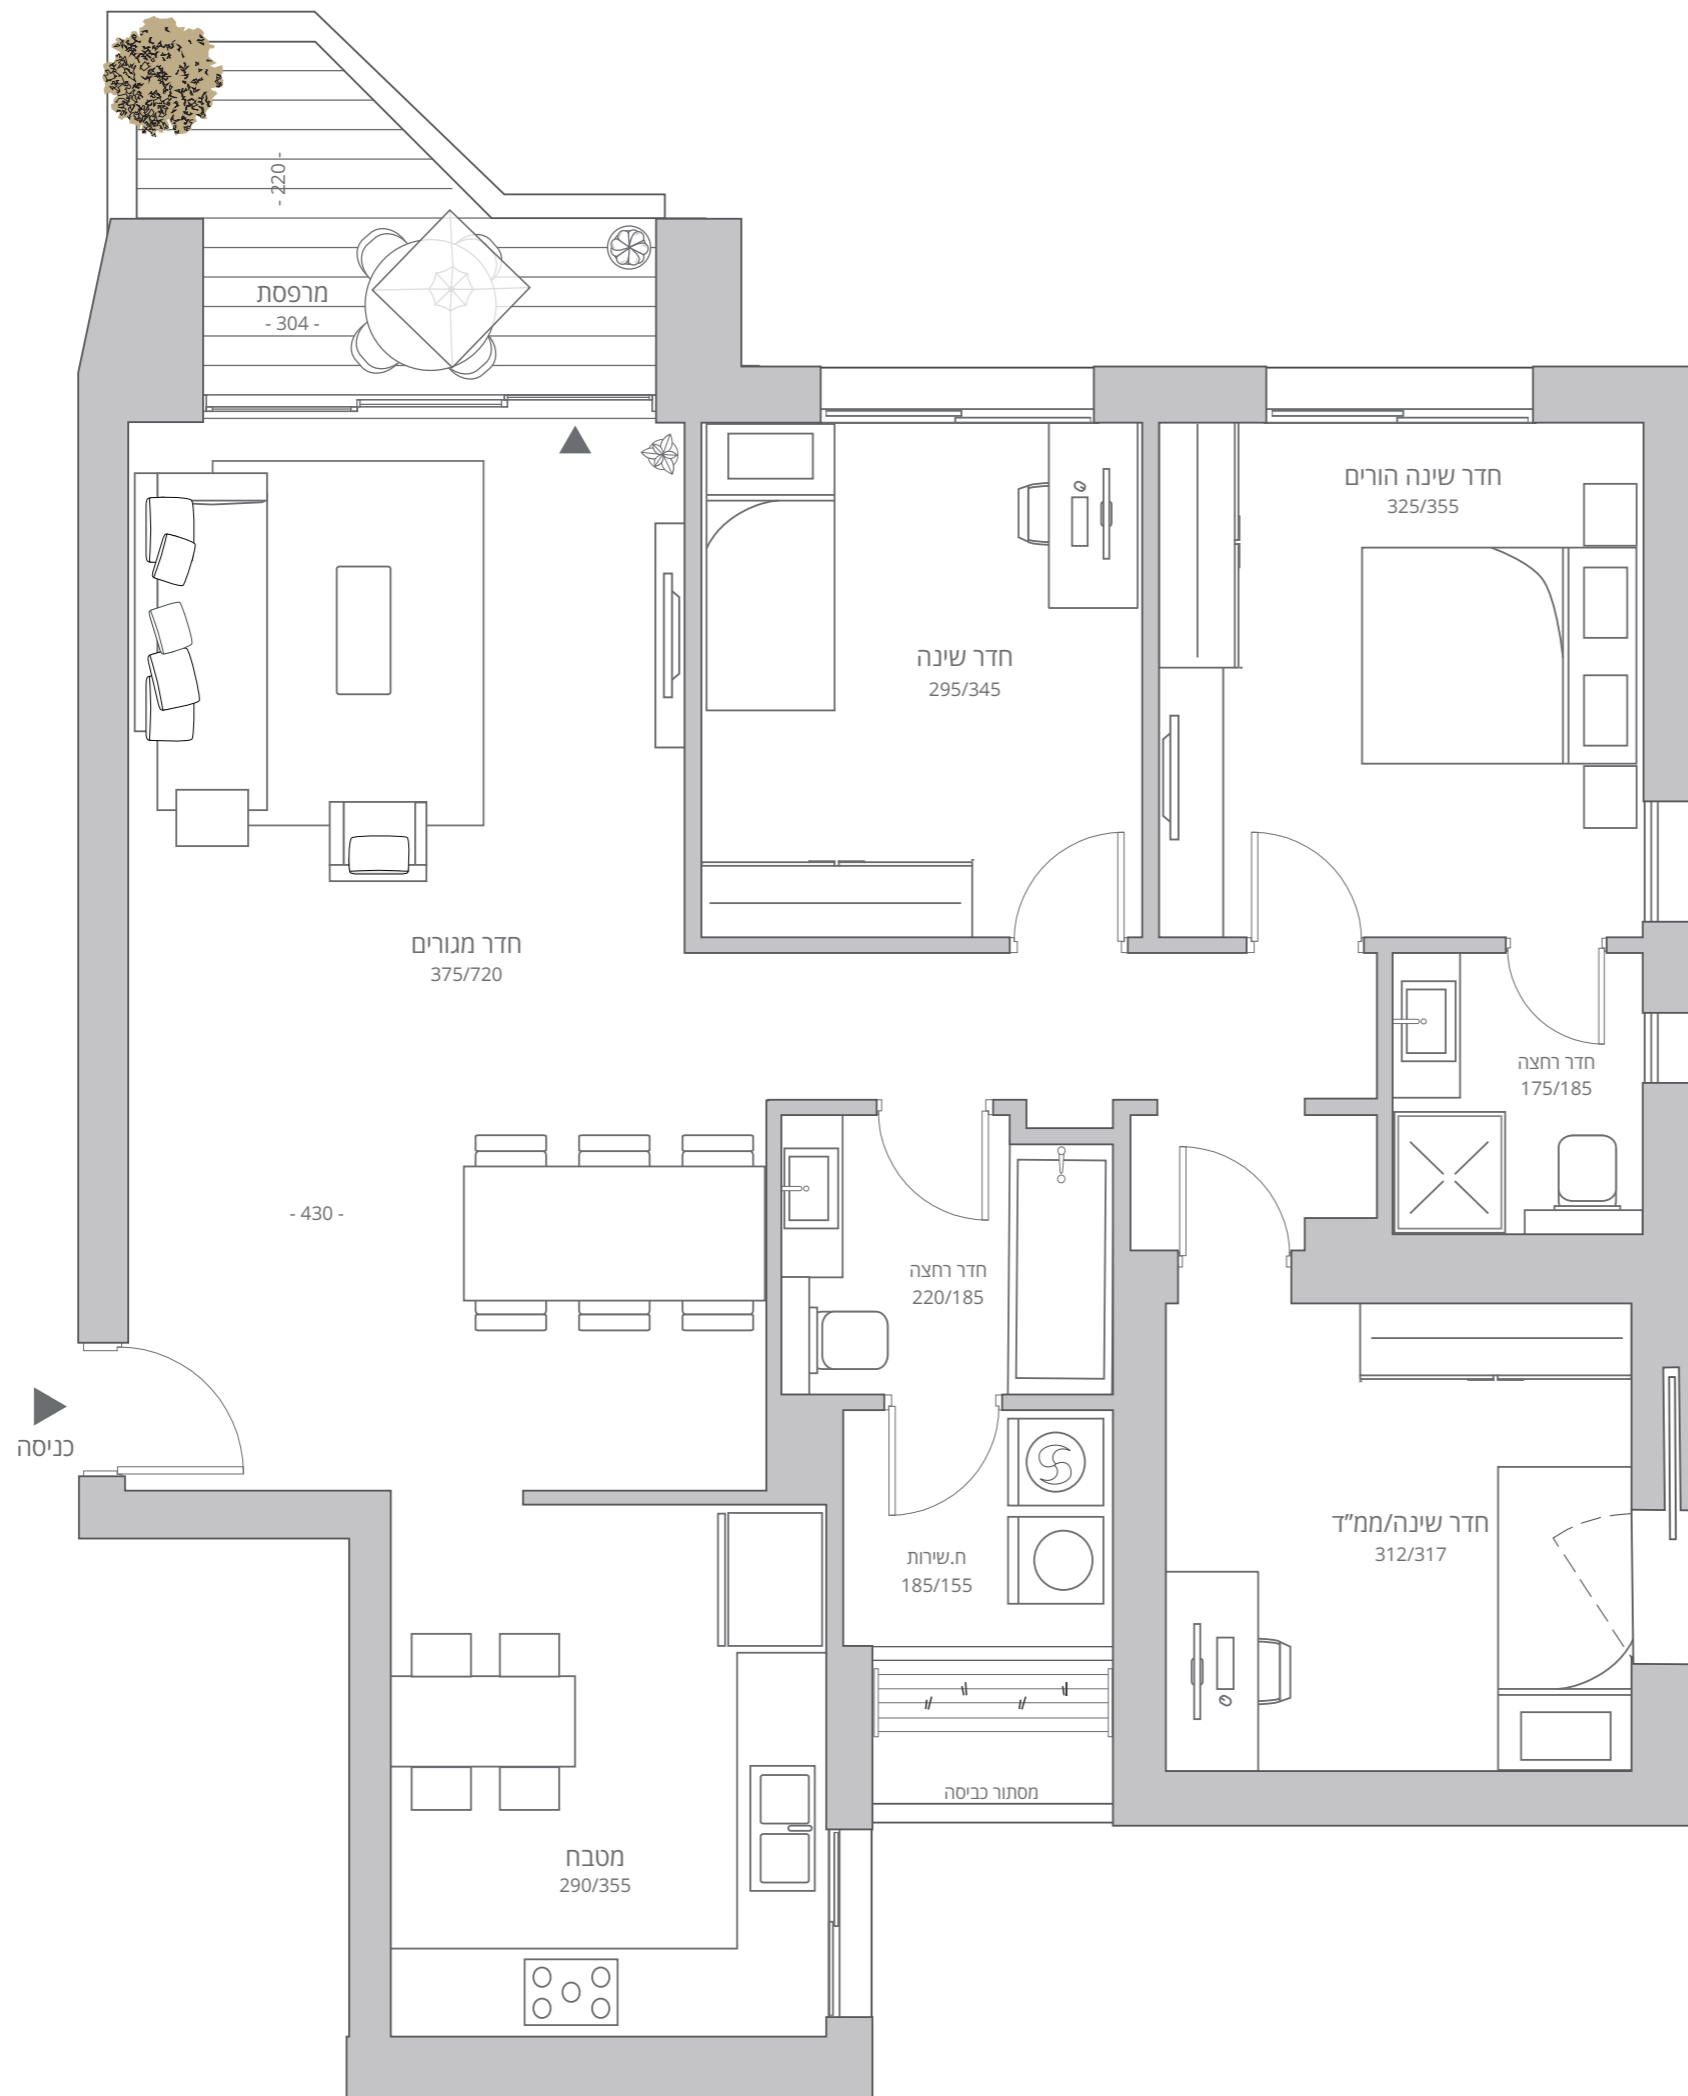 - 220 -
מרפסת
- 304 -
חדר שינה הורים
325/355
חדר שינה
295/345
חדר מגורים
375/720
חדר רחצה
175/185
- 430 -
חדר רחצה
220/185
כניסה
חדר שינה/ממ"ד
312/317
ח.שירות
185/155
מסתור כביסה
מטבח
290/355